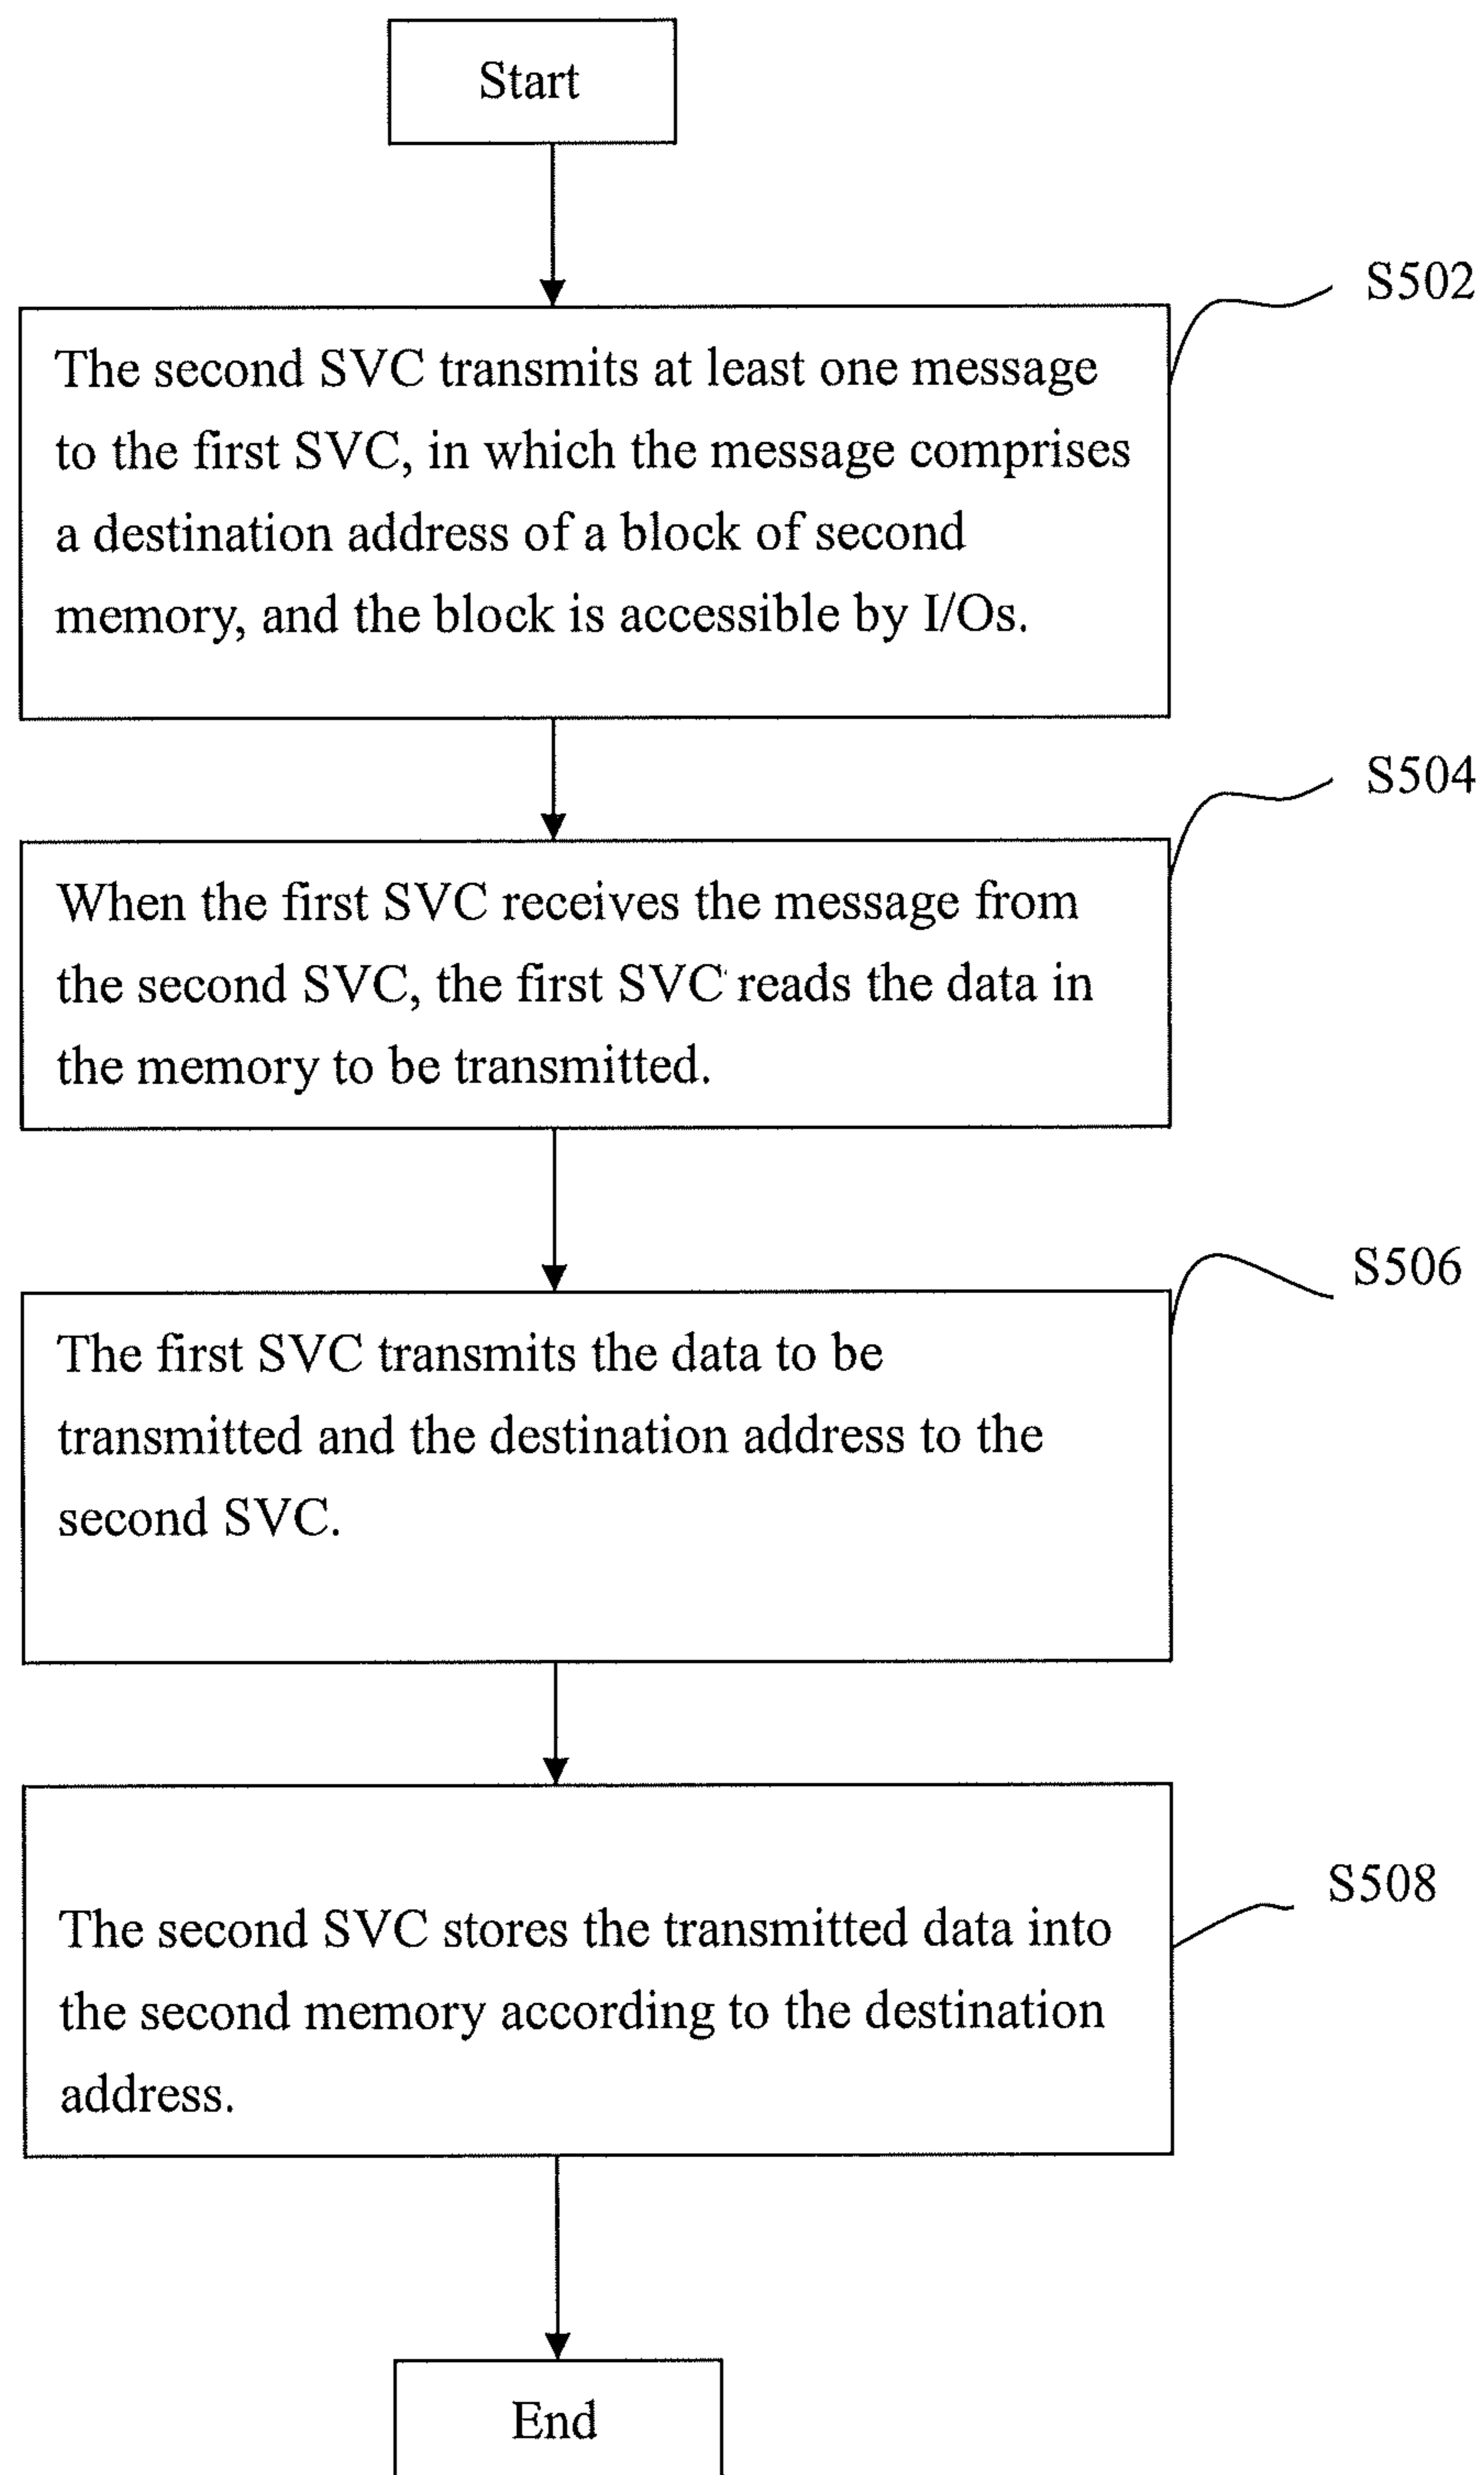 Start
S502
The second SVC transmits at least one message
to the first SVC, in which the message comprises
a destination address of a block of second
memory, and the block is accessible by I/Os.
S504
When the first SVC receives the message from
the second SVC, the first SVC reads the data in
the memory to be transmitted.
S506
The first SVC transmits the data to be
transmitted and the destination address to the
second SVC.
S508
The second SVC stores the transmitted data into
the second memory according to the destination
address.
End